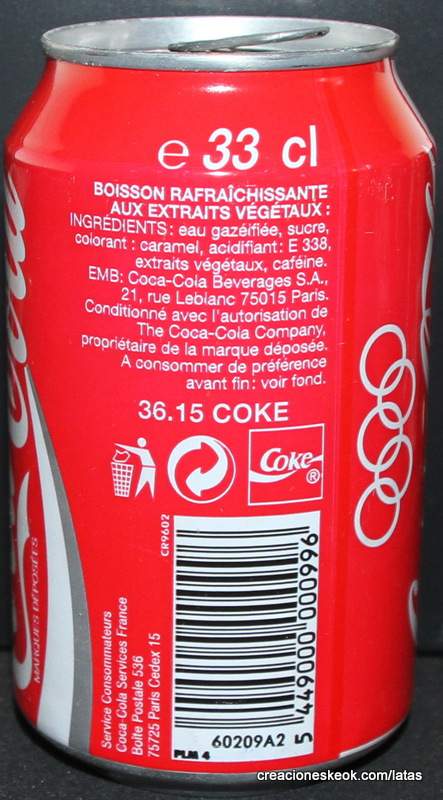 e 33 cl
BOISSON RAFRAÎCHISSANTE
AUX EXTRAITS VÉGÉTAUX :
INGRÉDIENTS : eau gazéifiée, sucre,
colorant : caramel, acidifiant : E 338,
extraits végétaux, caféine.
EMB: Coca-Cola Beverages S.A.,
21, rue Leblanc 75015 Paris.
Conditionné avec l'autorisation de
The Coca-Cola Company,
propriétaire de la marque déposée.
A consommer de préférence
avant fin : voir fond.
36.15 COKE
Coke
®
CR9602
MARQUES DÉPOSÉES
Service Consommateurs
Coca-Cola Services France
Boîte Postale 536
75725 Paris Cedex 15
5 449000 000996
60209A2
PLM 4
creacioneskeok.com/latas